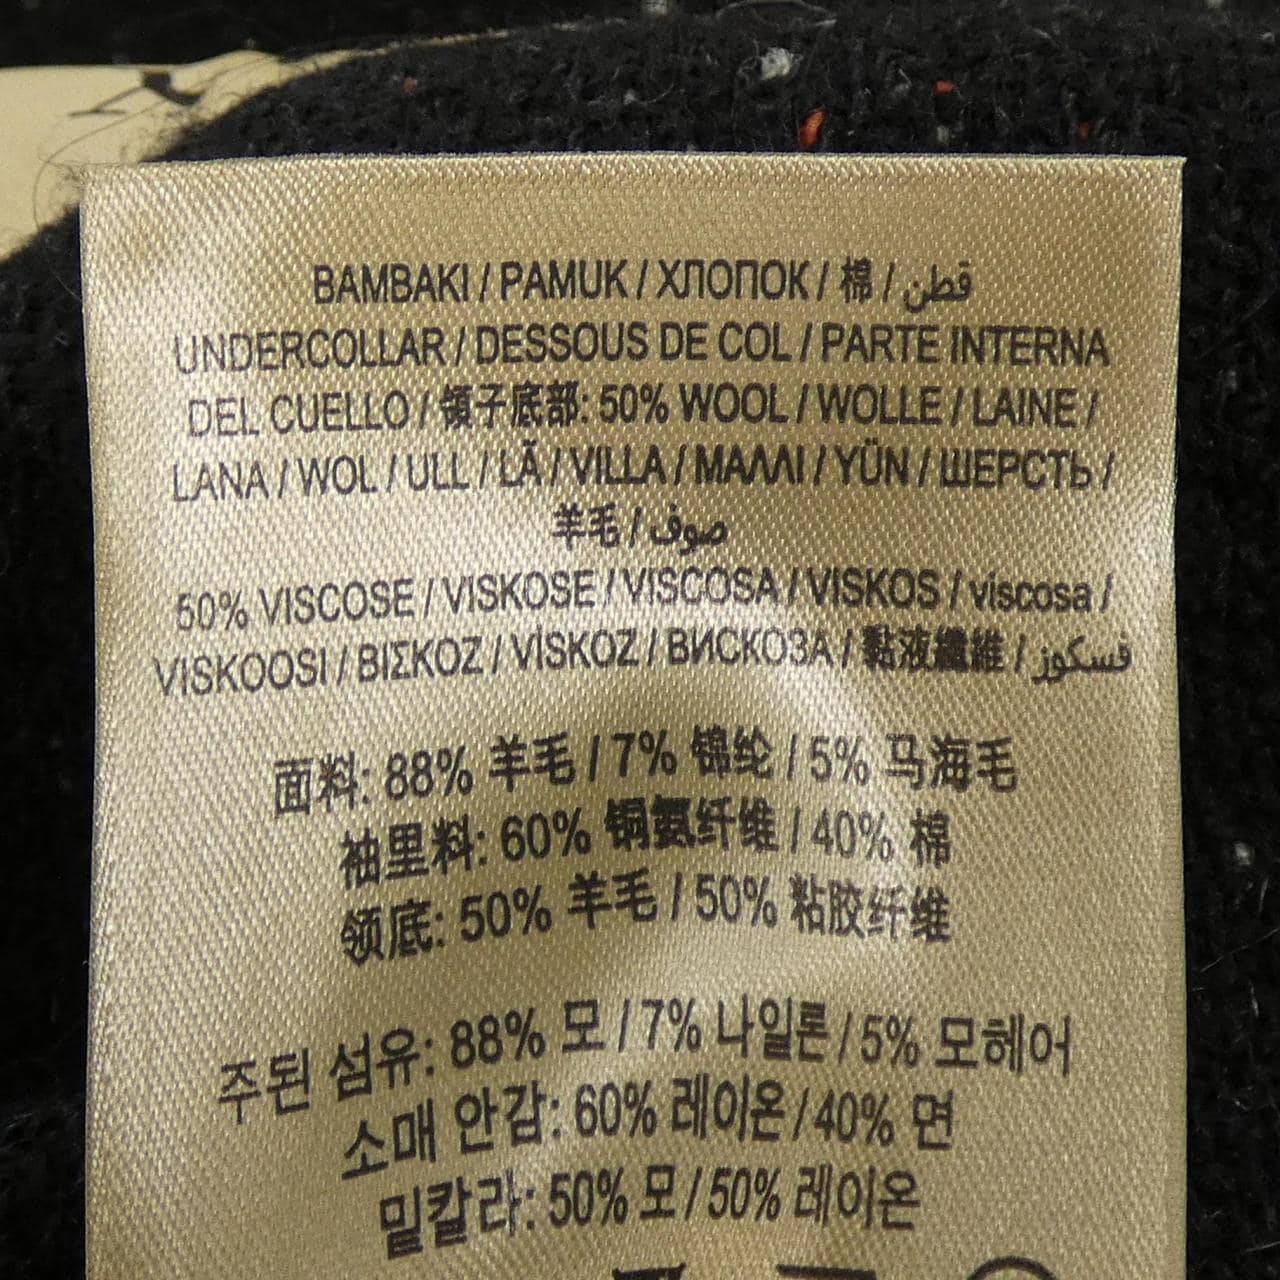 BAMBAKI / PAMUK / ХЛОПОК / 棉 / قطن
UNDERCOLLAR / DESSOUS DE COL / PARTE INTERNA
DEL CUELLO / 領子底部: 50% WOOL / WOLLE / LAINE /
LANA / WOL / ULL / LÃ / VILLA / ΜΑΛΛΙ / YÜN / ШЕРСТЬ /
羊毛 / صوف
50% VISCOSE / VISKOSE / VISCOSA / VISKOS / viscosa /
VISKOOSI / ΒΙΣΚΟΖ / VİSKOZ / ВИСКОЗА / 黏液纖維 / فسكوز
面料: 88% 羊毛 / 7% 锦纶 / 5% 马海毛
袖里料: 60% 铜氨纤维 / 40% 棉
领底: 50% 羊毛 / 50% 粘胶纤维
주된 섬유: 88% 모 / 7% 나일론 / 5% 모헤어
소매 안감: 60% 레이온 / 40% 면
밑칼라: 50% 모 / 50% 레이온